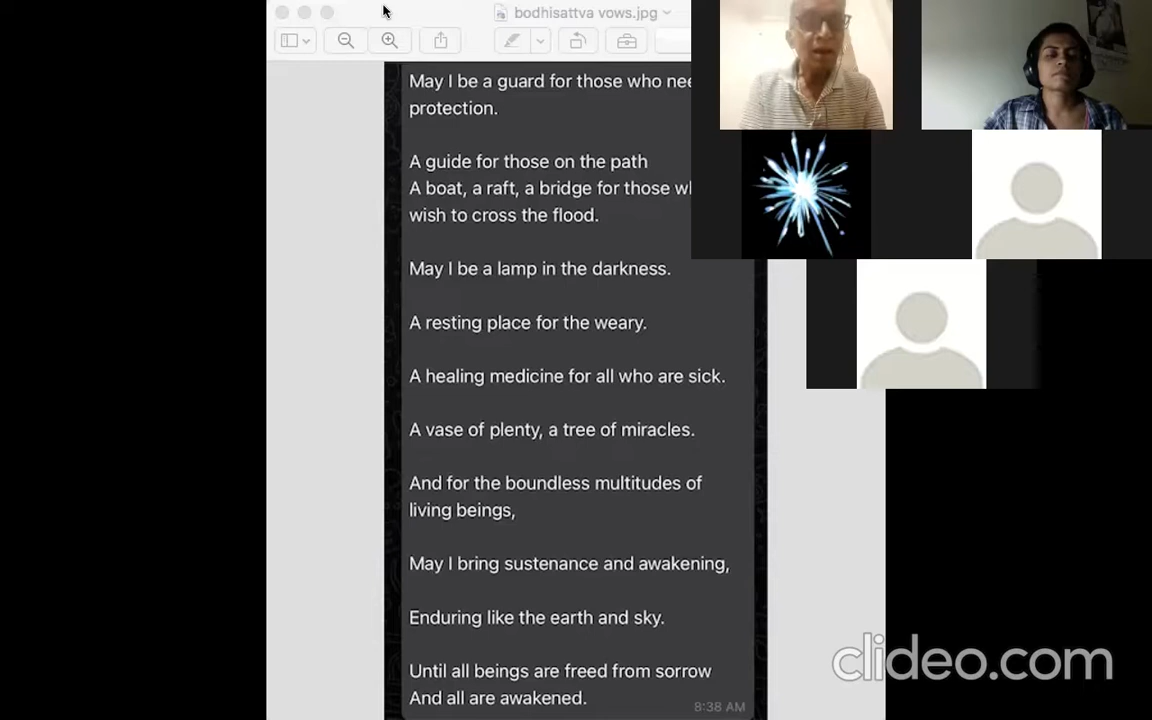 bodhisattva vows.jpg
May I be a guard for those who
protection.
A guide for those on the path
A boat, a raft, a bridge for those
wish to cross the flood.
May I be a lamp in the darkness.
A resting place for the weary.
A healing medicine for all who are sick.
A vase of plenty, a tree of miracles.
And for the boundless multitudes of
living beings,
May I bring sustenance and awakening,
Enduring like the earth and sky.
Until all beings are freed from sorrow
And all are awakened.
8:38 AM
clideo.com